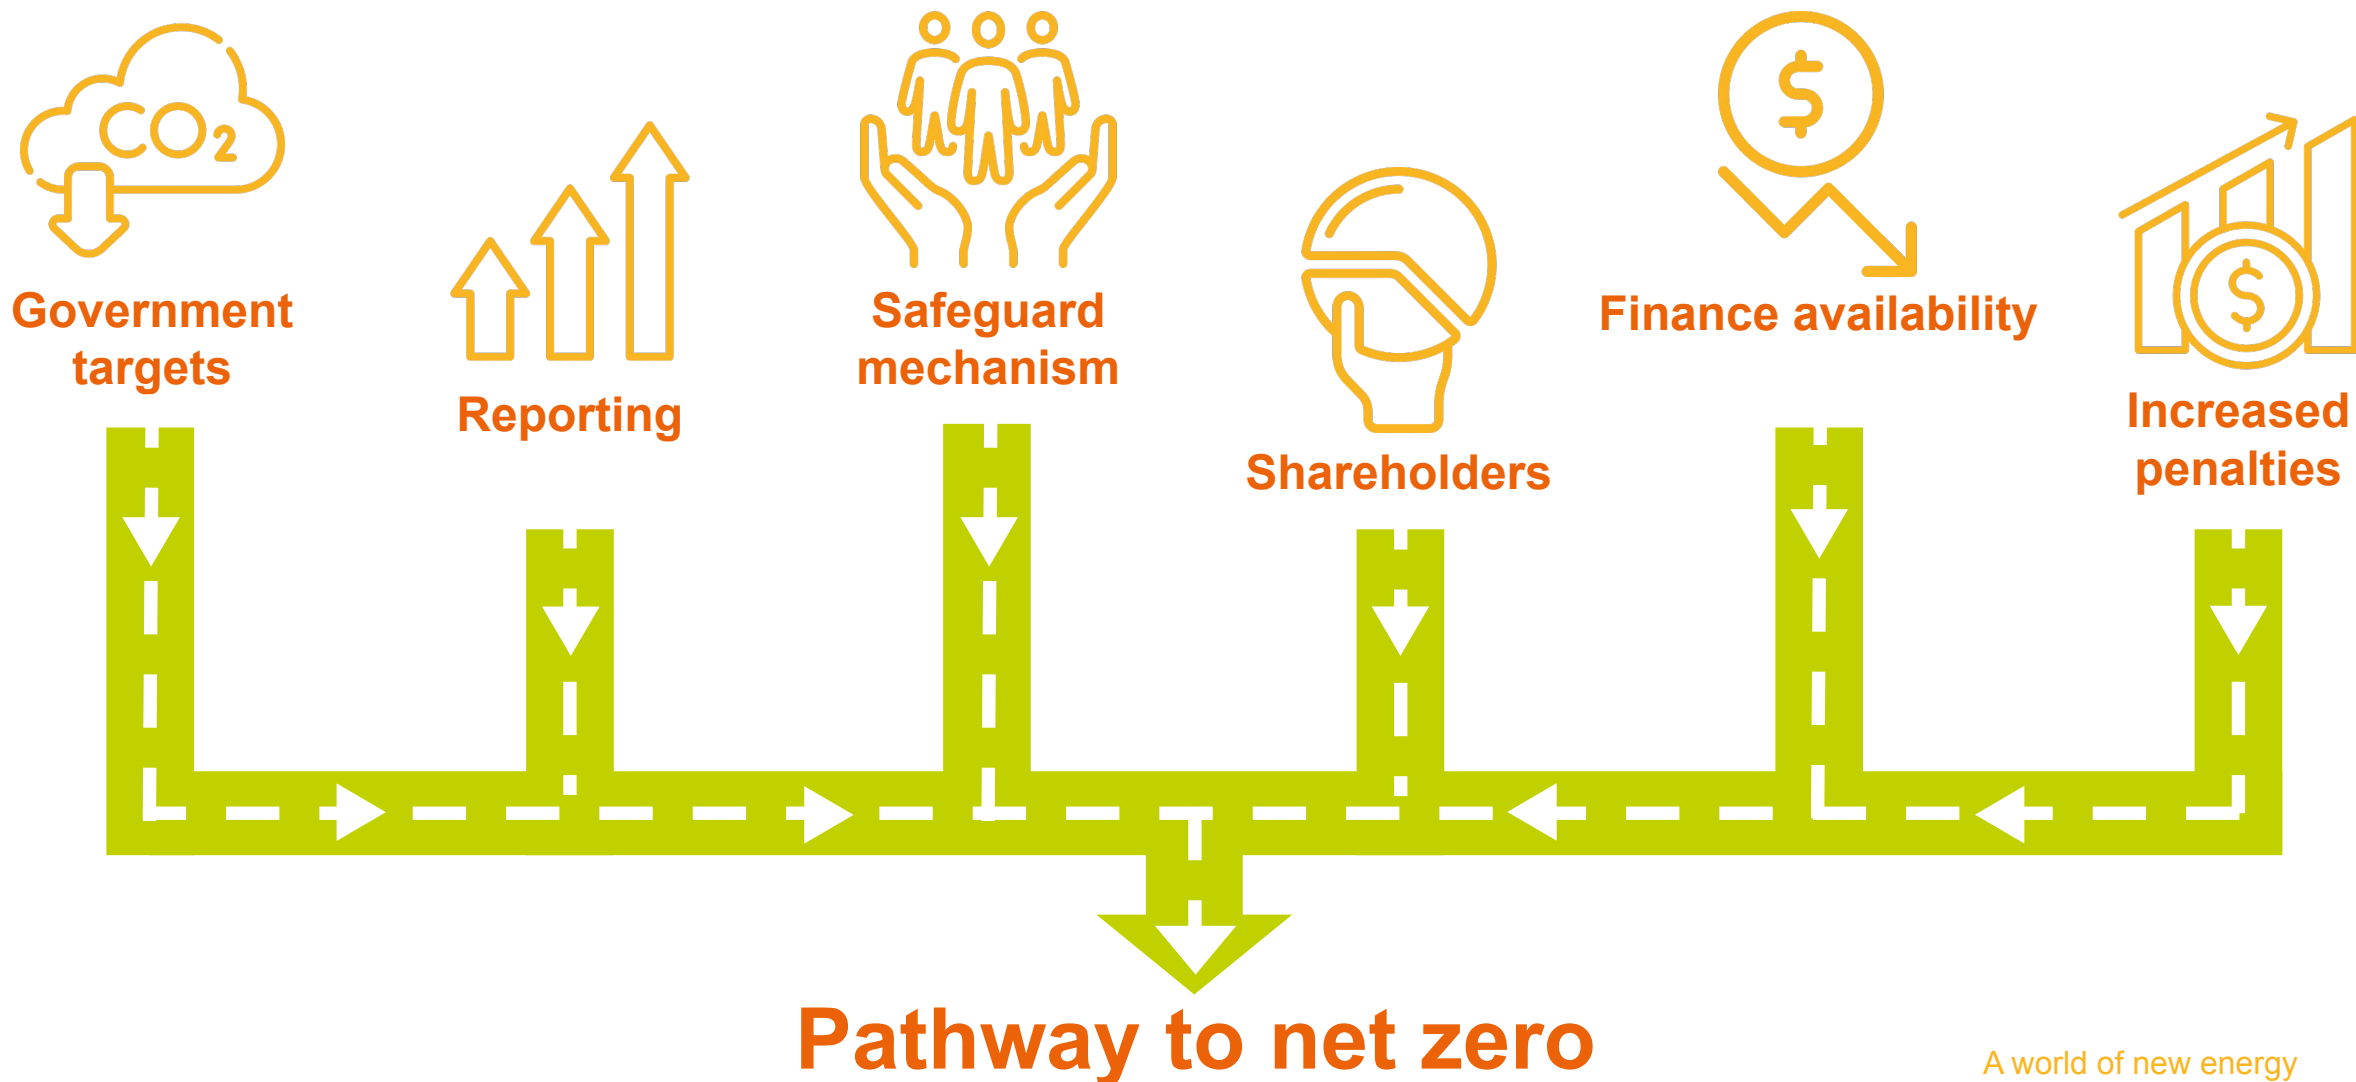 CO2
$
$
Government
targets
Reporting
Safeguard
mechanism
Shareholders
Finance availability
Increased
penalties
Pathway to net zero
A world of new energy